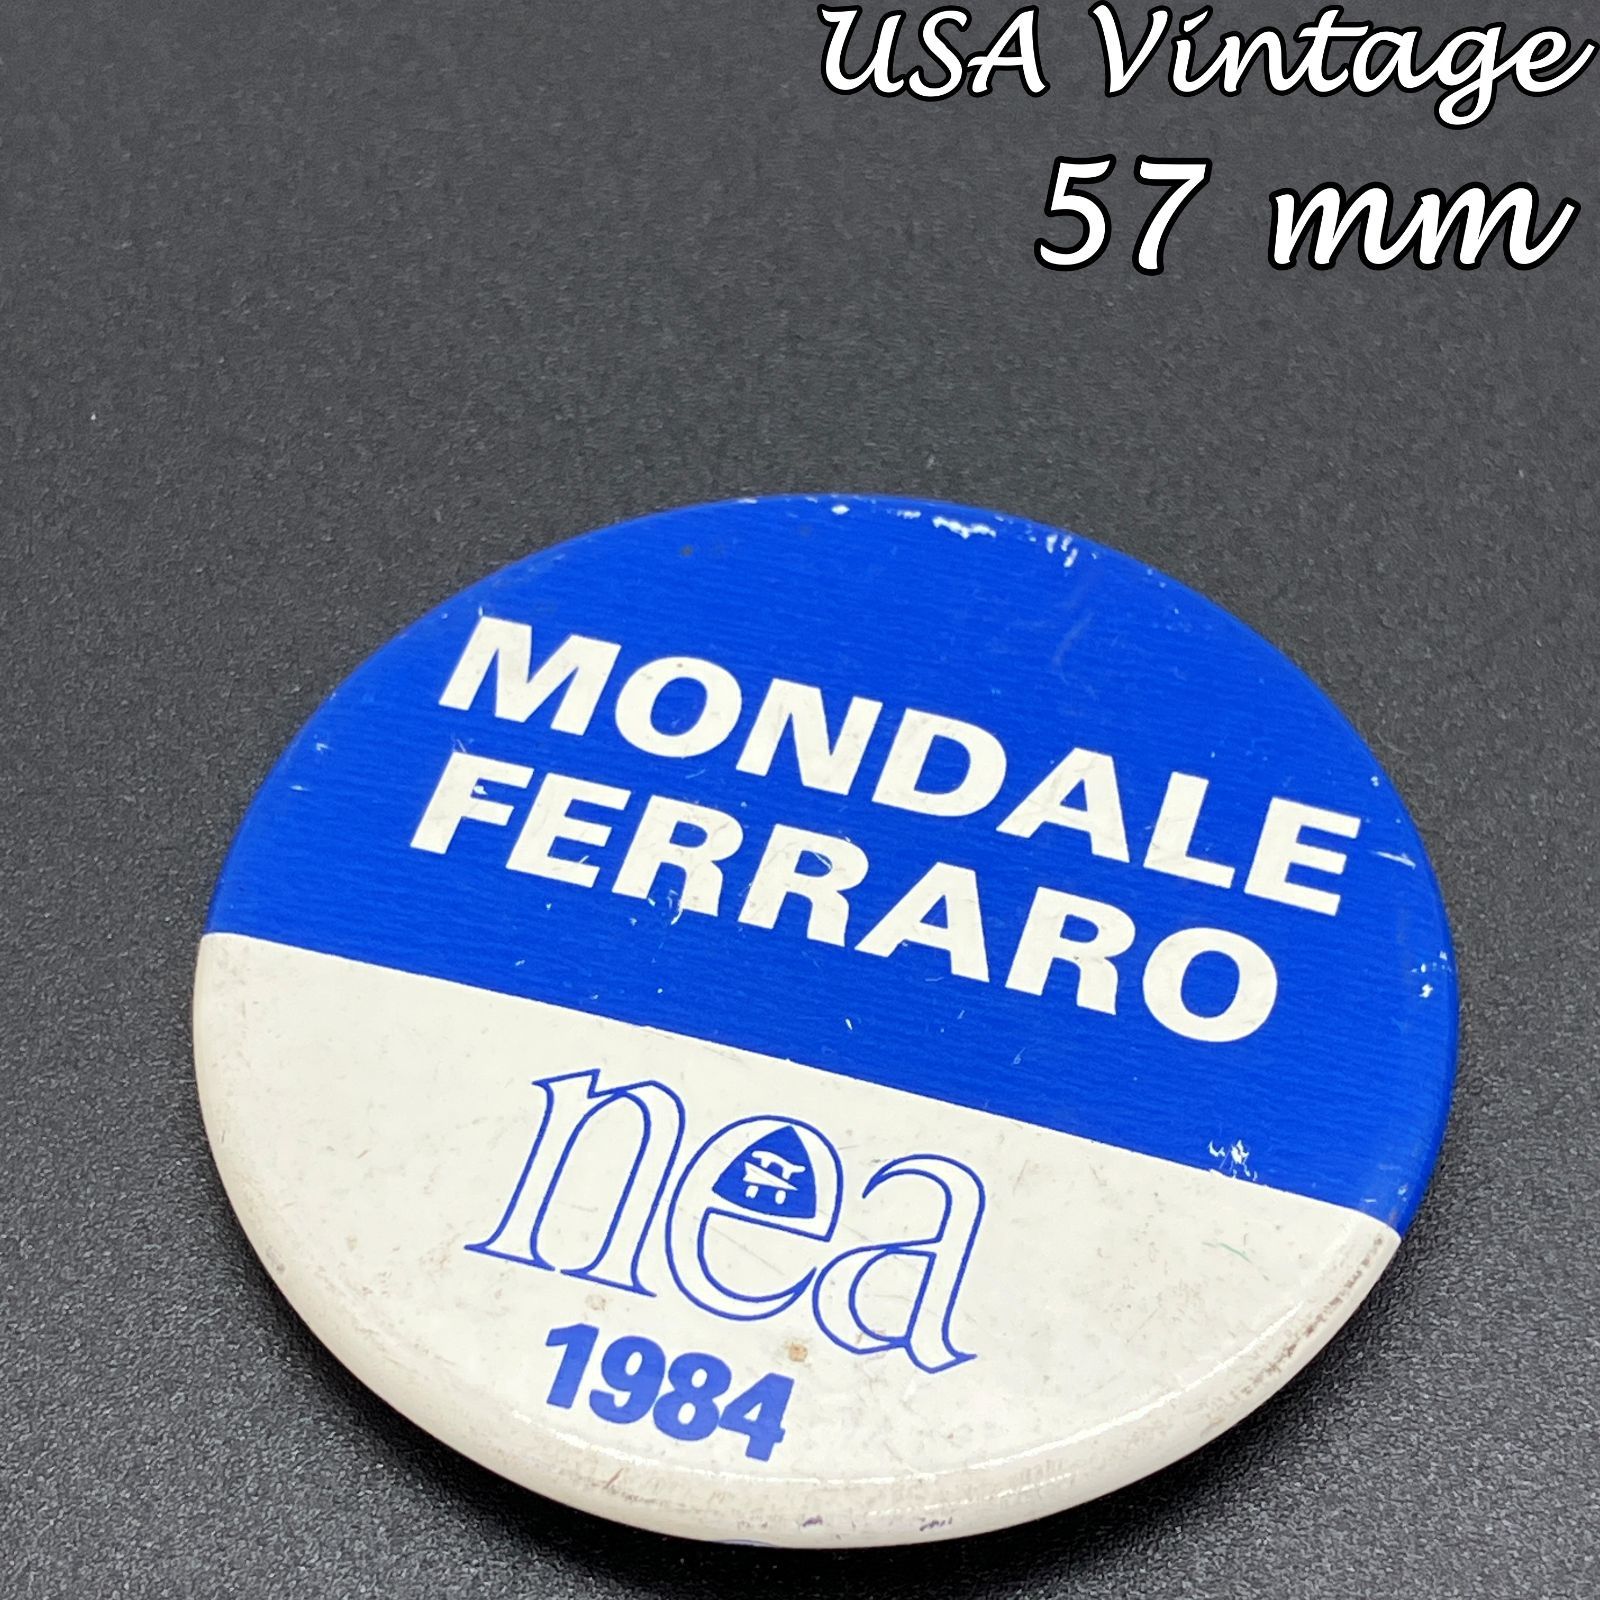 USA Vintage
57 mm
MONDALE
FERRARO
nea
1984